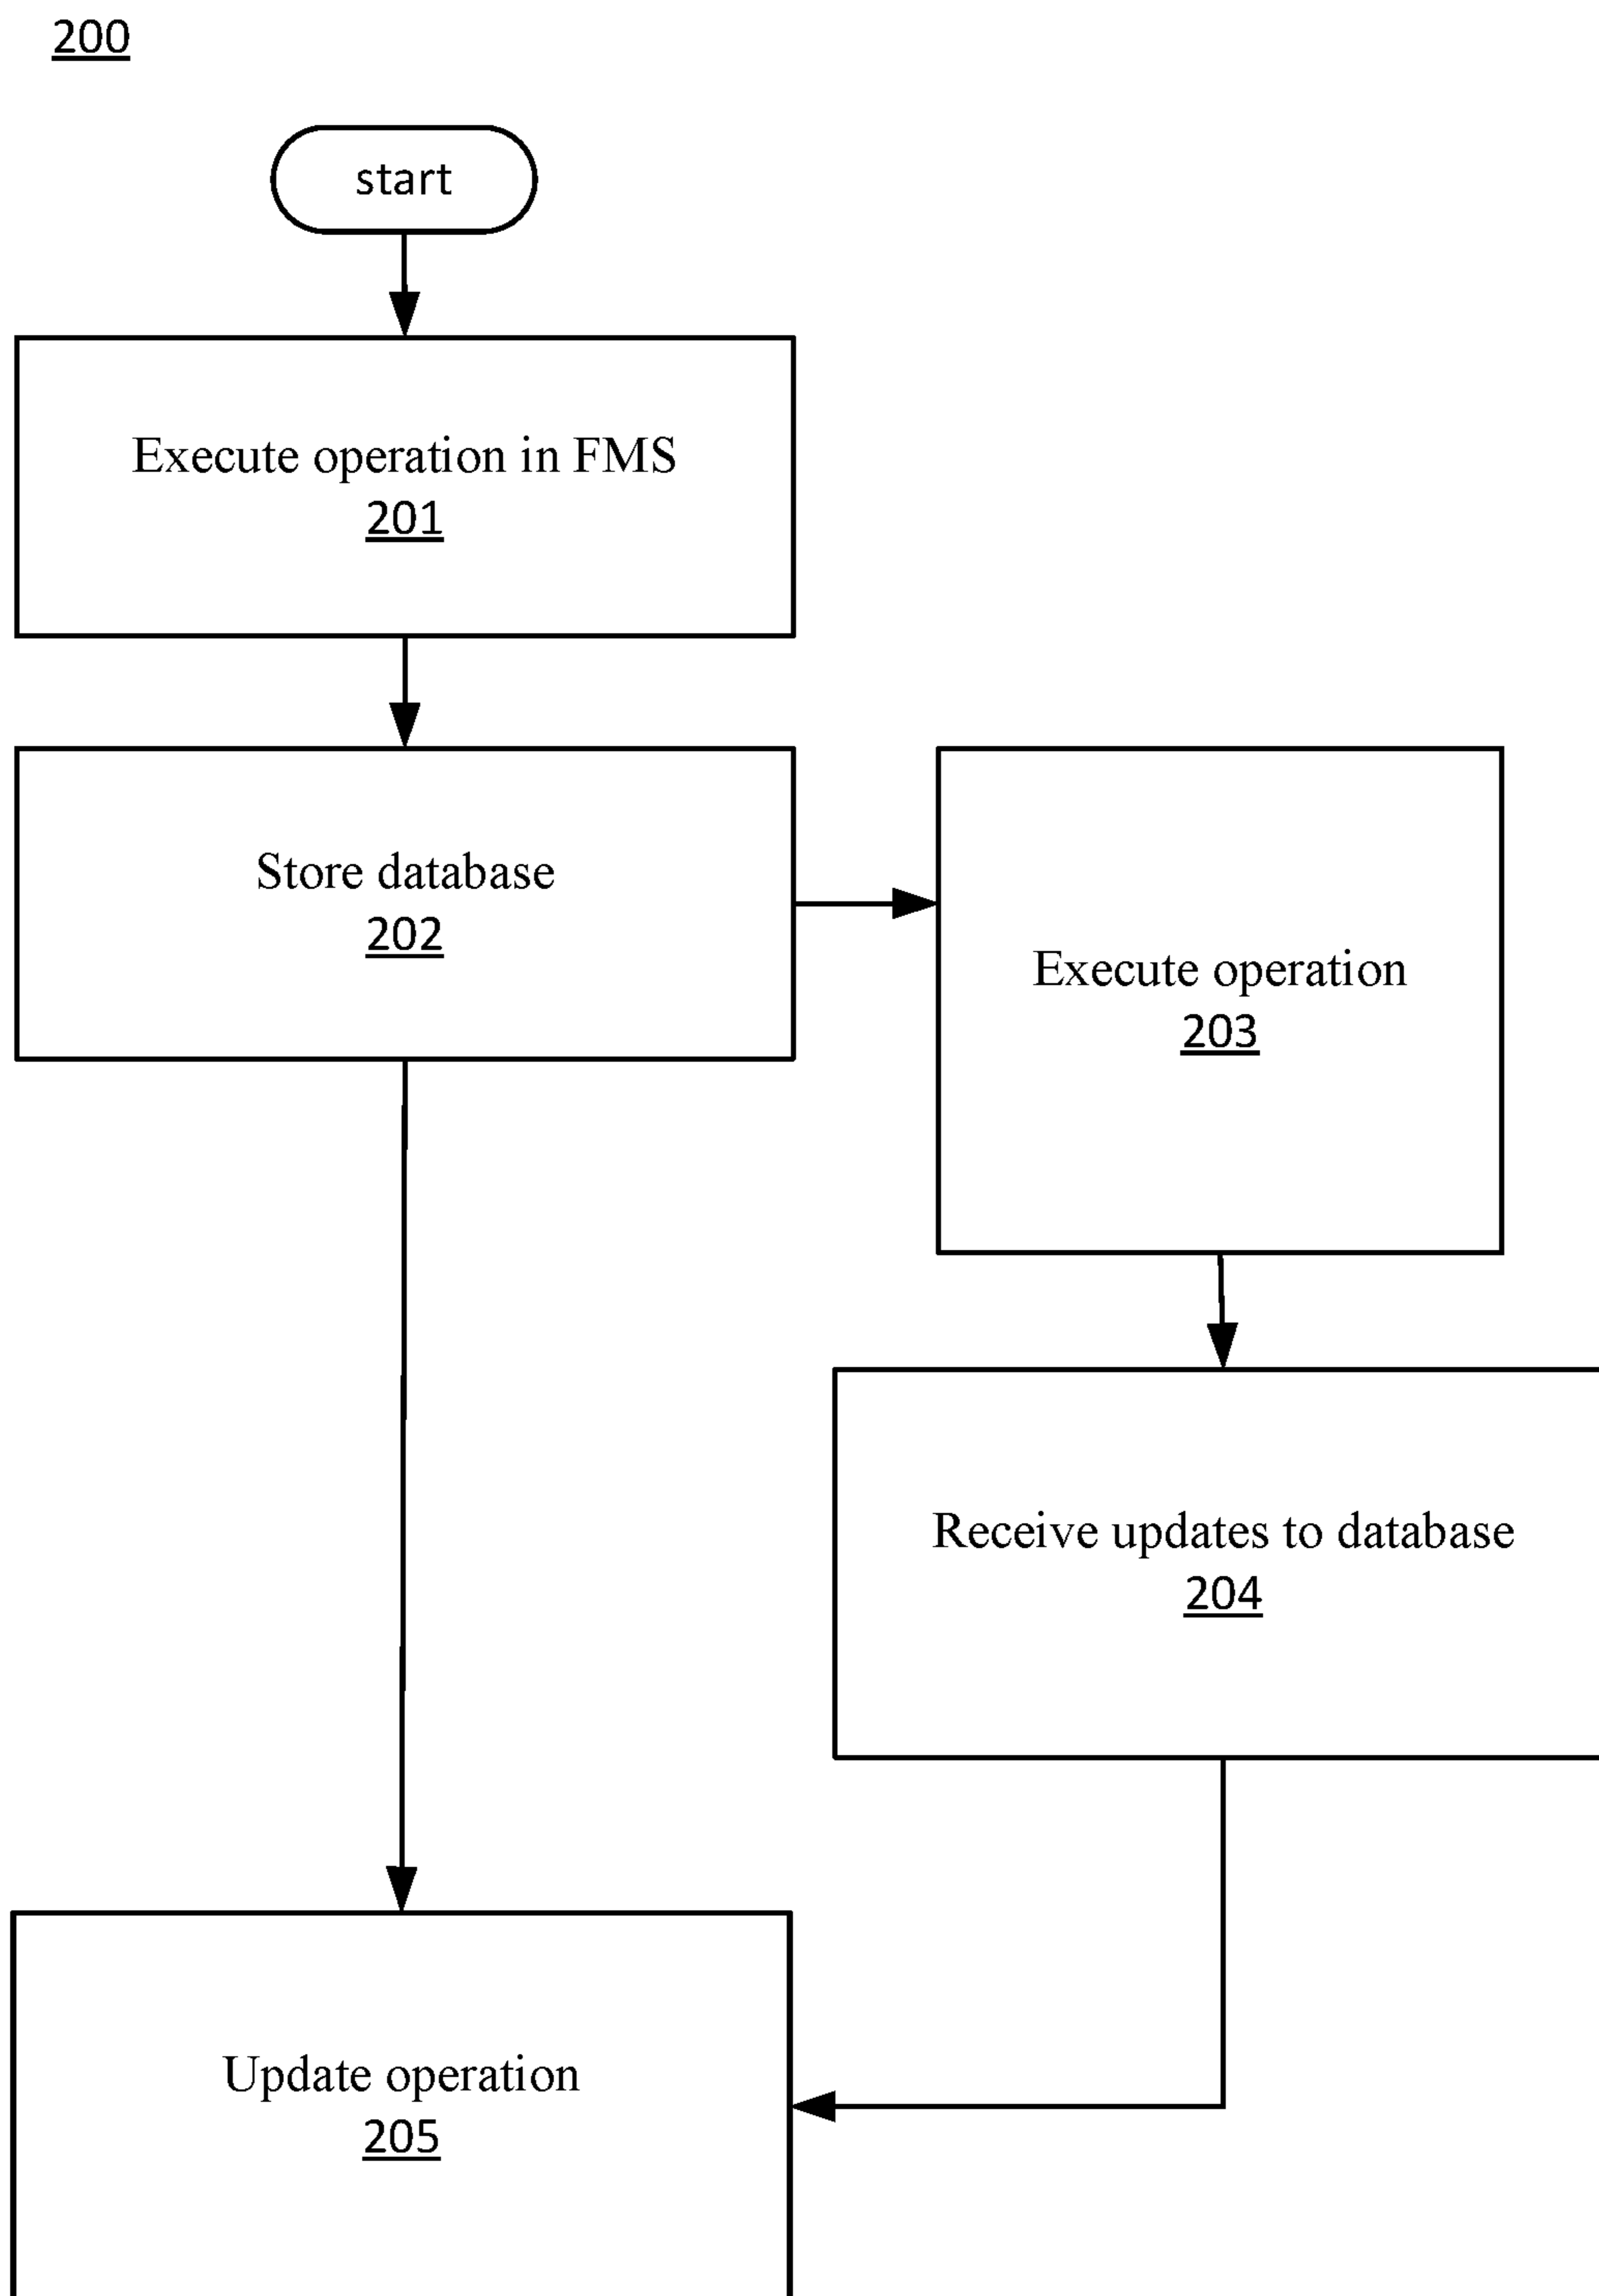 200
start
Execute operation in FMS
201
Store database
202
Execute operation
203
Receive updates to database
204
Update operation
205